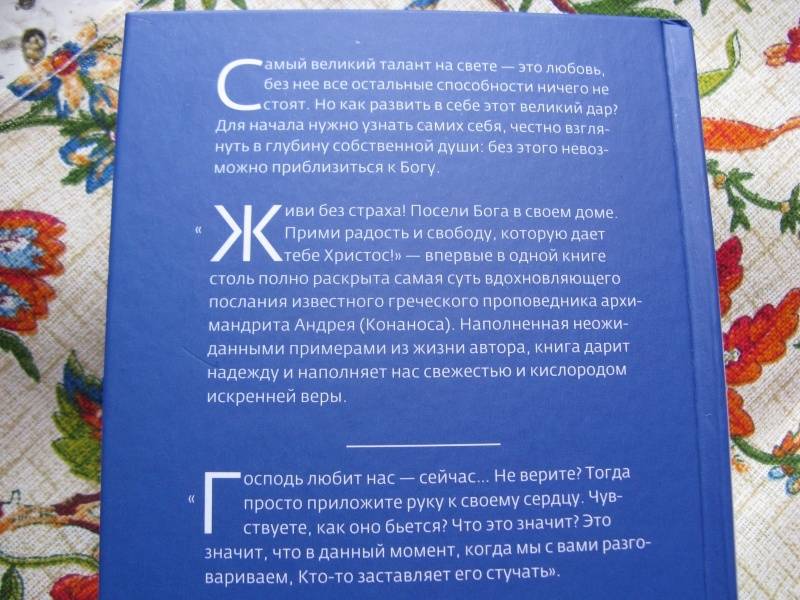 Самый великий талант на свете — это любовь,
без нее все остальные способности ничего не
стоят. Но как развить в себе этот великий дар?
Для начала нужно узнать самих себя, честно взгля-
нуть в глубину собственной души: без этого невоз-
можно приблизиться к Богу.
«Живи без страха! Посели Бога в своем доме.
Прими радость и свободу, которую дает
тебе Христос!» — впервые в одной книге
столь полно раскрыта самая суть вдохновляющего
послания известного греческого проповедника архи-
мандрита Андрея (Конаноса). Наполненная неожи-
данными примерами из жизни автора, книга дарит
надежду и наполняет нас свежестью и кислородом
искренней веры.
«Господь любит нас — сейчас... Не верите? Тогда
просто приложите руку к своему сердцу. Чув-
ствуете, как оно бьется? Что это значит? Это
значит, что в данный момент, когда мы с вами разго-
вариваем, Кто-то заставляет его стучать».